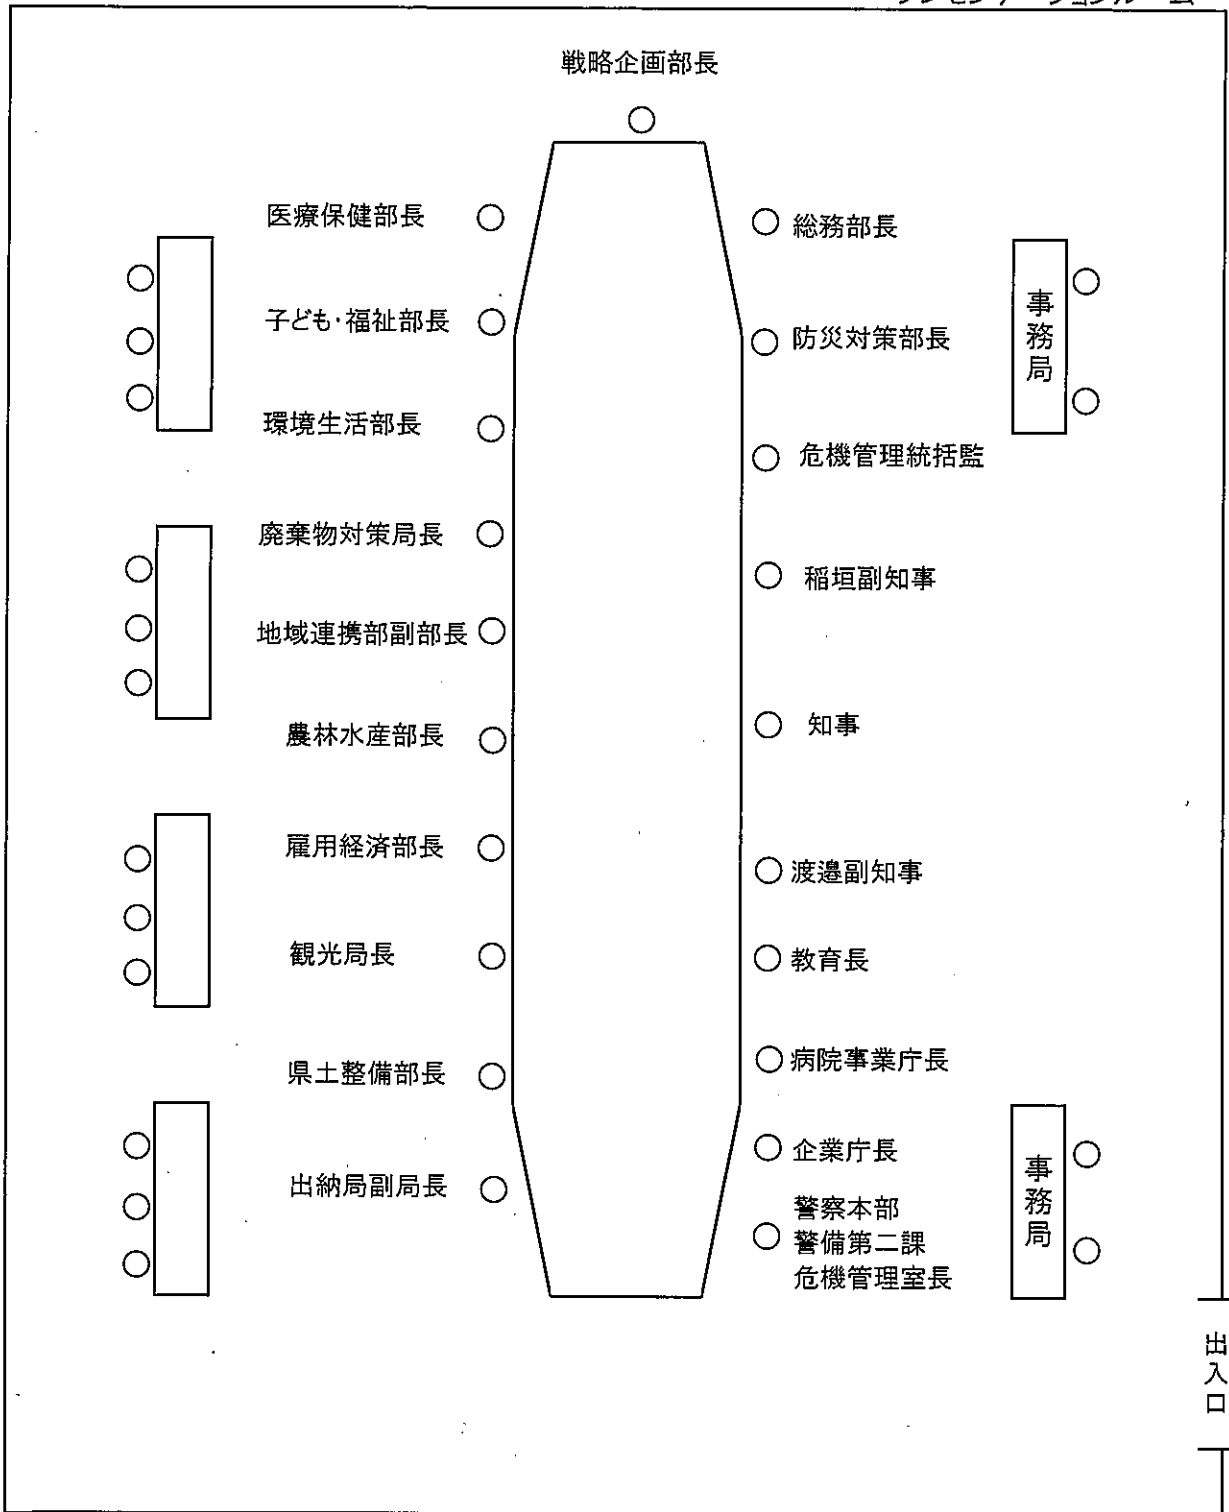 戦略企画部長
医療保健部長
子ども・福祉部長
環境生活部長
廃棄物対策局長
地域連携部副部長
農林水産部長
雇用経済部長
観光局長
県土整備部長
出納局副局長
総務部長
防災対策部長
危機管理統括監
稲垣副知事
知事
渡邉副知事
教育長
病院事業庁長
企業庁長
警察本部
警備第二課
危機管理室長
事務局
事務局
出入口